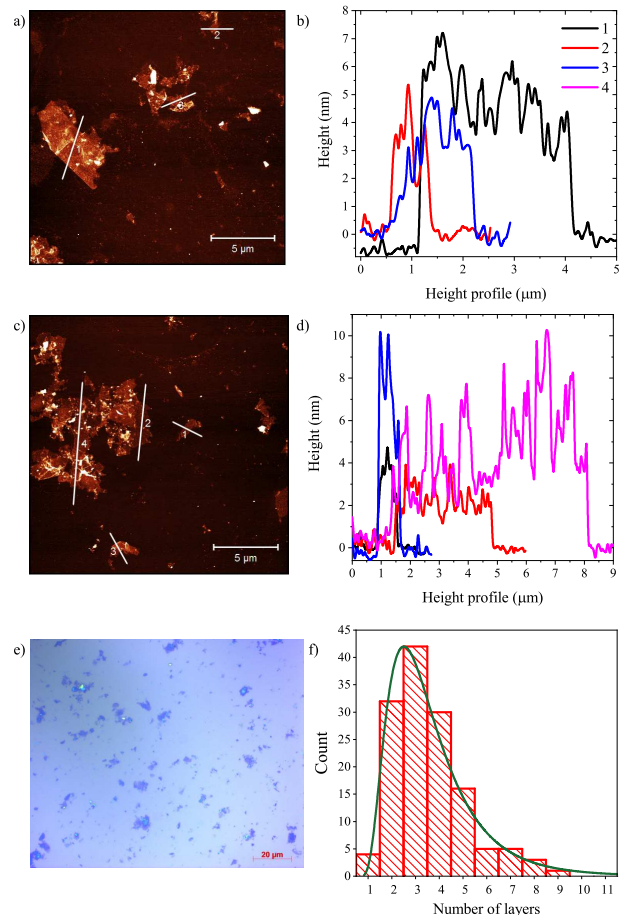 a)
2
3
5 µm
b)
8
7
6
5
4
3
2
1
0
Height (nm)
1
2
3
4
0 1 2 3 4 5
Height profile (µm)
c)
4
2
1
3
5 µm
d)
10
8
6
4
2
0
Height (nm)
0 1 2 3 4 5 6 7 8 9
Height profile (µm)
e)
20 µm
f)
45
40
35
30
25
20
15
10
5
0
Count
1 2 3 4 5 6 7 8 9 10 11
Number of layers